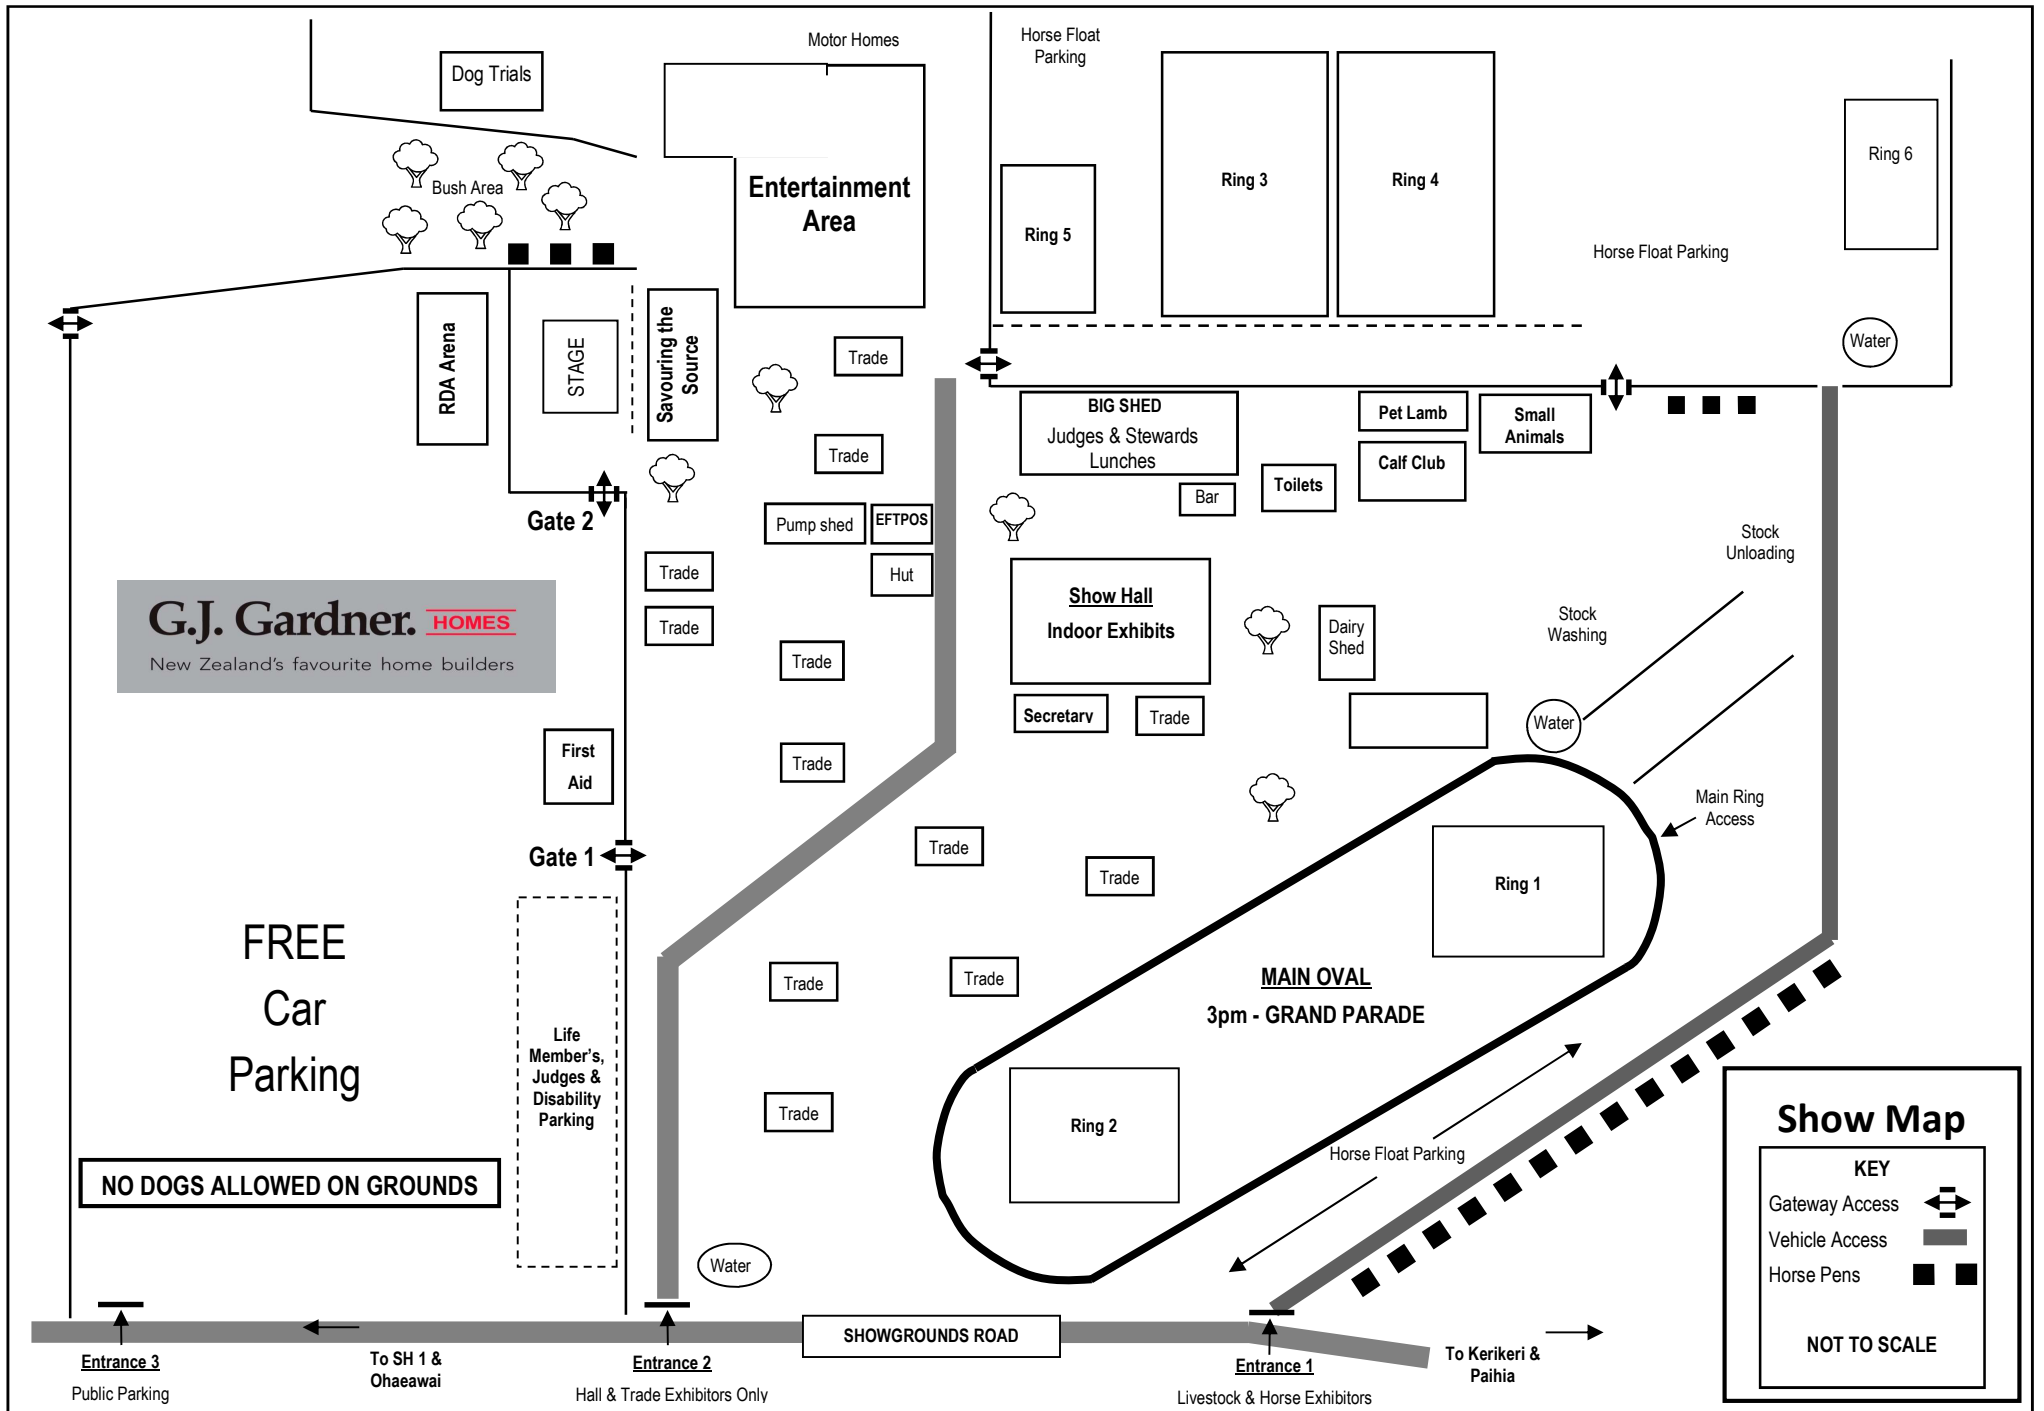 Motor Homes
Horse Float
Parking
Dog Trials
Bush Area
Entertainment
Area
Ring 3
Ring 4
Ring 5
Ring 6
Horse Float Parking
Water
RDA Arena
STAGE
Savouring the
Source
Trade
Trade
BIG SHED
Judges & Stewards
Lunches
Pet Lamb
Small
Animals
Calf Club
Bar
Toilets
Gate 2
Pump shed
EFTPOS
Hut
Trade
Trade
Stock
Unloading
G.J. Gardner. HOMES
New Zealand's favourite home builders
Show Hall
Indoor Exhibits
Dairy
Shed
Stock
Washing
Trade
Secretary
Trade
Water
First
Aid
Trade
Main Ring
Access
Gate 1
Trade
Trade
Ring 1
FREE
Car
Parking
Life
Member's,
Judges &
Disability
Parking
Trade
Trade
MAIN OVAL
3pm - GRAND PARADE
Trade
Ring 2
Horse Float Parking
NO DOGS ALLOWED ON GROUNDS
Water
Show Map
KEY
Gateway Access
Vehicle Access
Horse Pens
NOT TO SCALE
SHOWGROUNDS ROAD
Entrance 3
Public Parking
To SH 1 &
Ohaeawai
Entrance 2
Hall & Trade Exhibitors Only
Entrance 1
Livestock & Horse Exhibitors
To Kerikeri &
Paihia